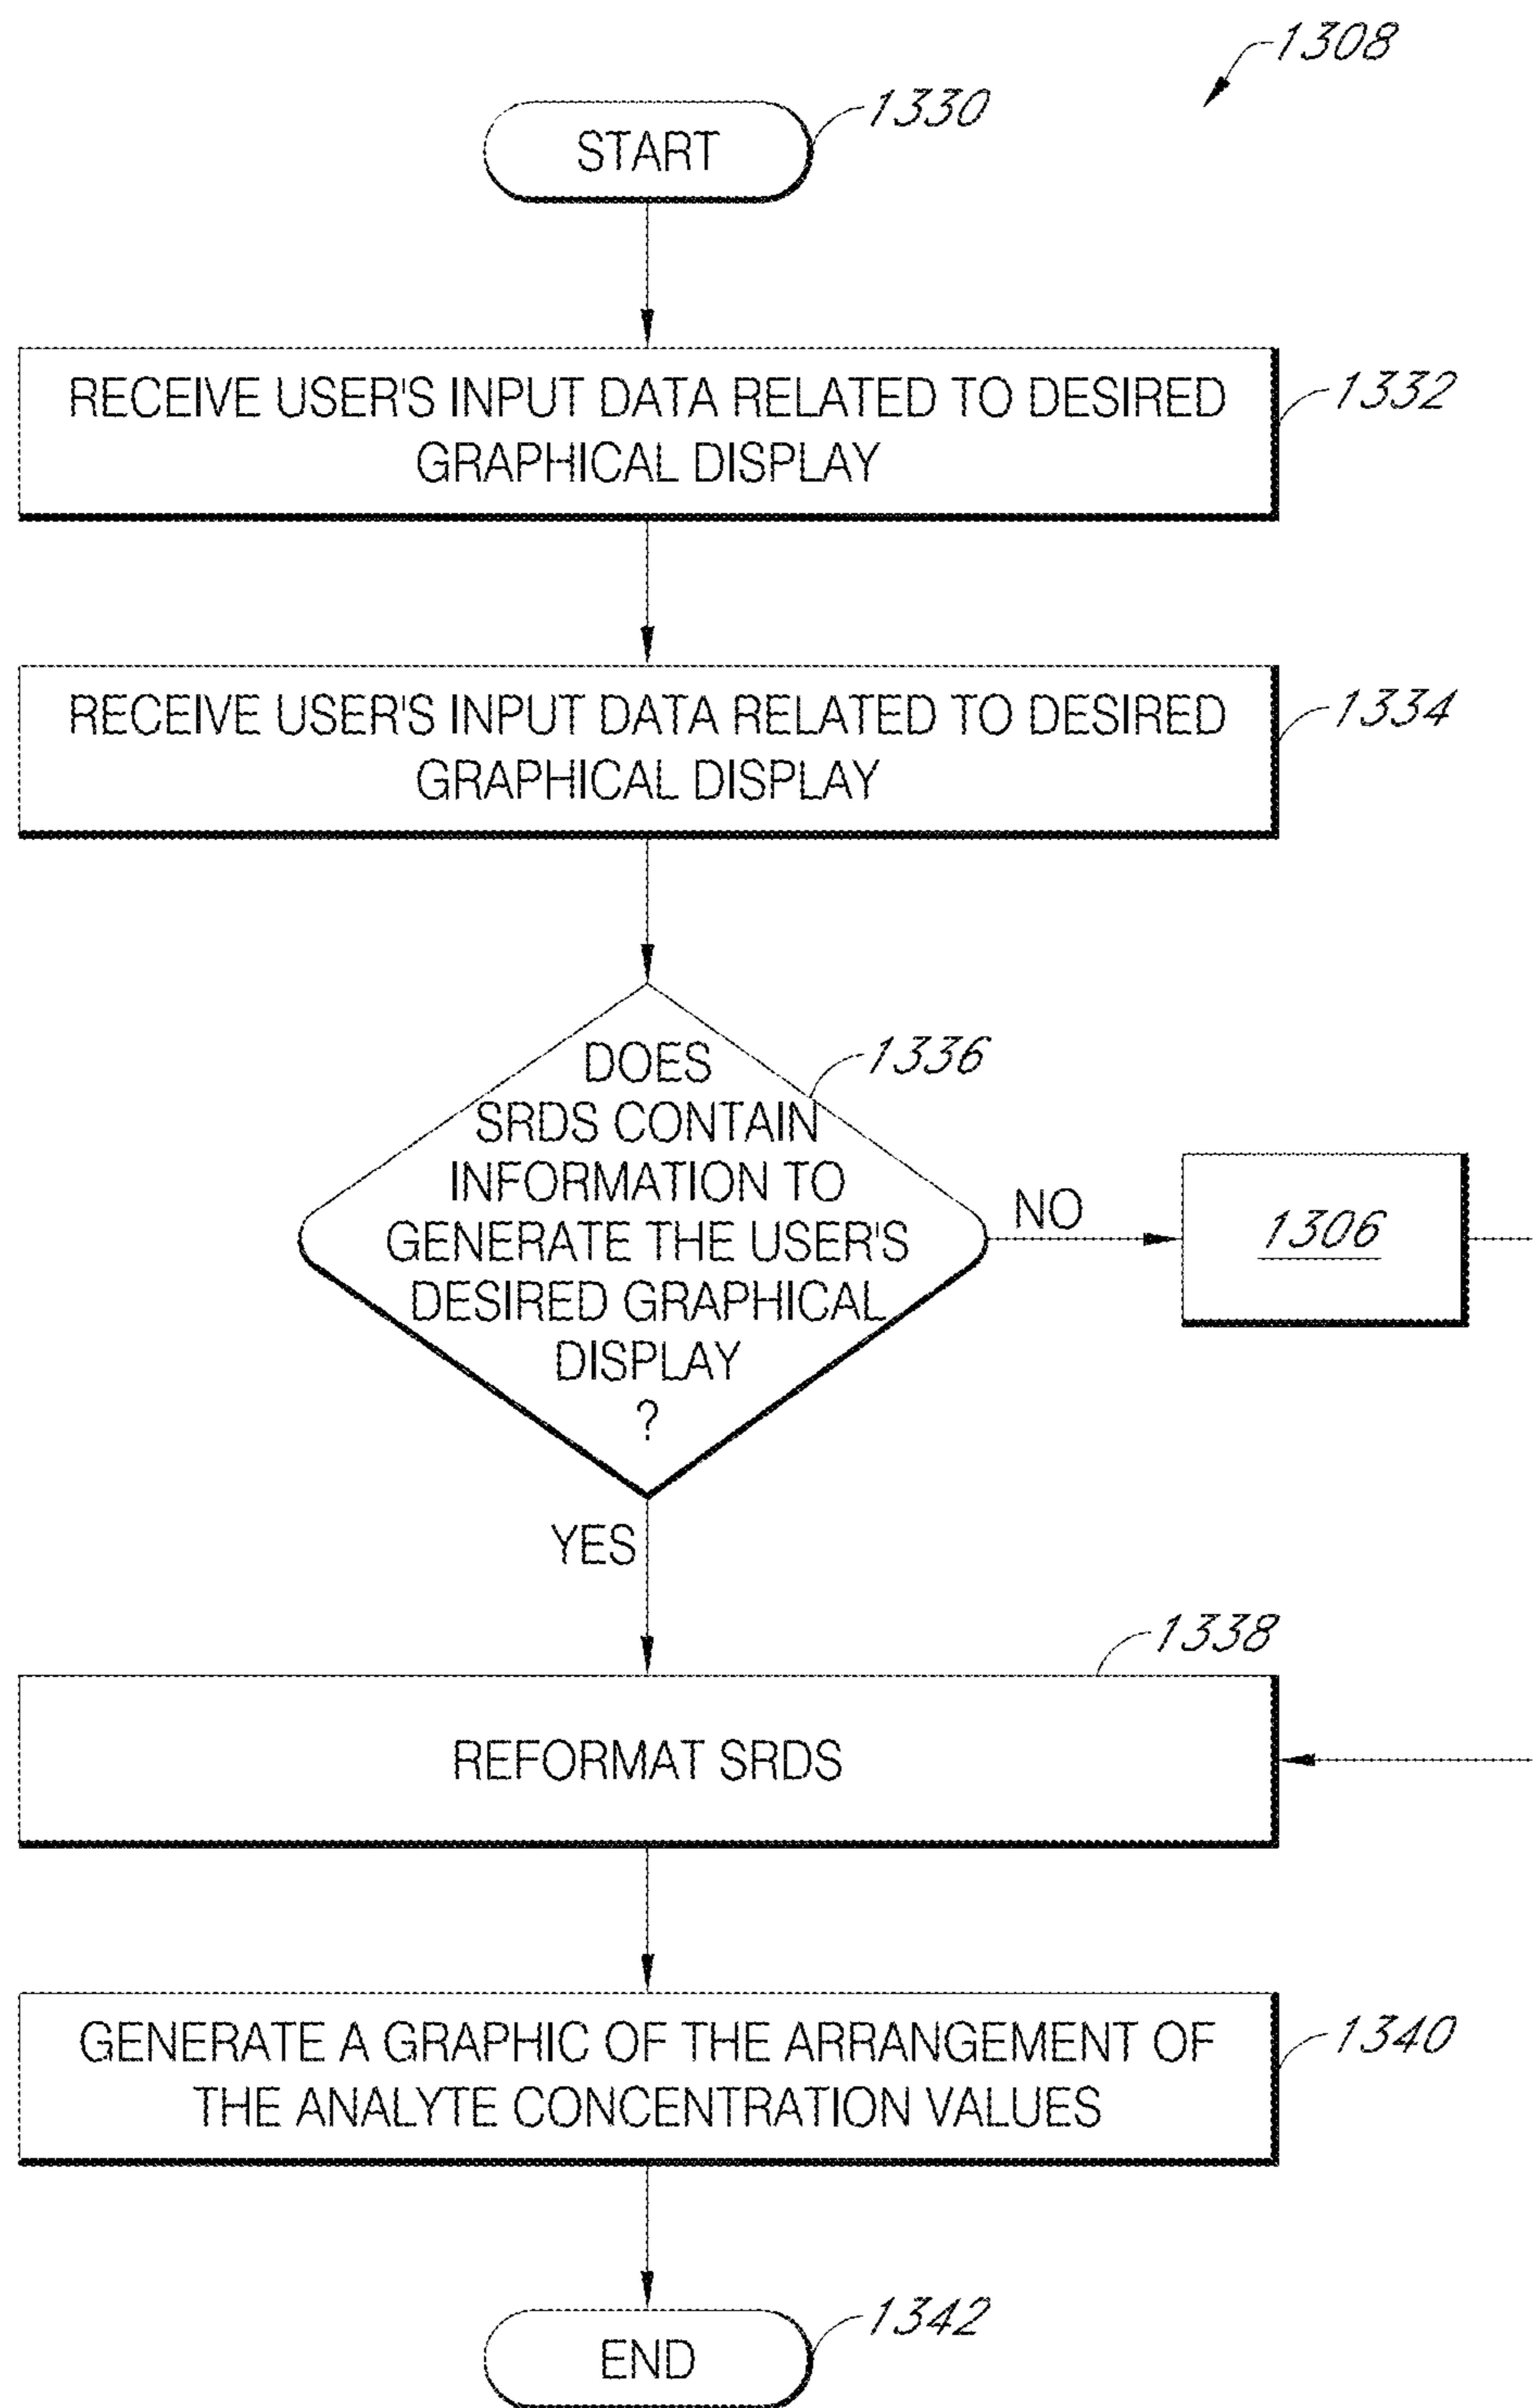 1308
START
1330
RECEIVE USER'S INPUT DATA RELATED TO DESIRED
GRAPHICAL DISPLAY
1332
RECEIVE USER'S INPUT DATA RELATED TO DESIRED
GRAPHICAL DISPLAY
1334
DOES
SRDS CONTAIN
INFORMATION TO
GENERATE THE USER'S
DESIRED GRAPHICAL
DISPLAY
?
1336
NO
1306
YES
1338
REFORMAT SRDS
GENERATE A GRAPHIC OF THE ARRANGEMENT OF
THE ANALYTE CONCENTRATION VALUES
1340
END
1342